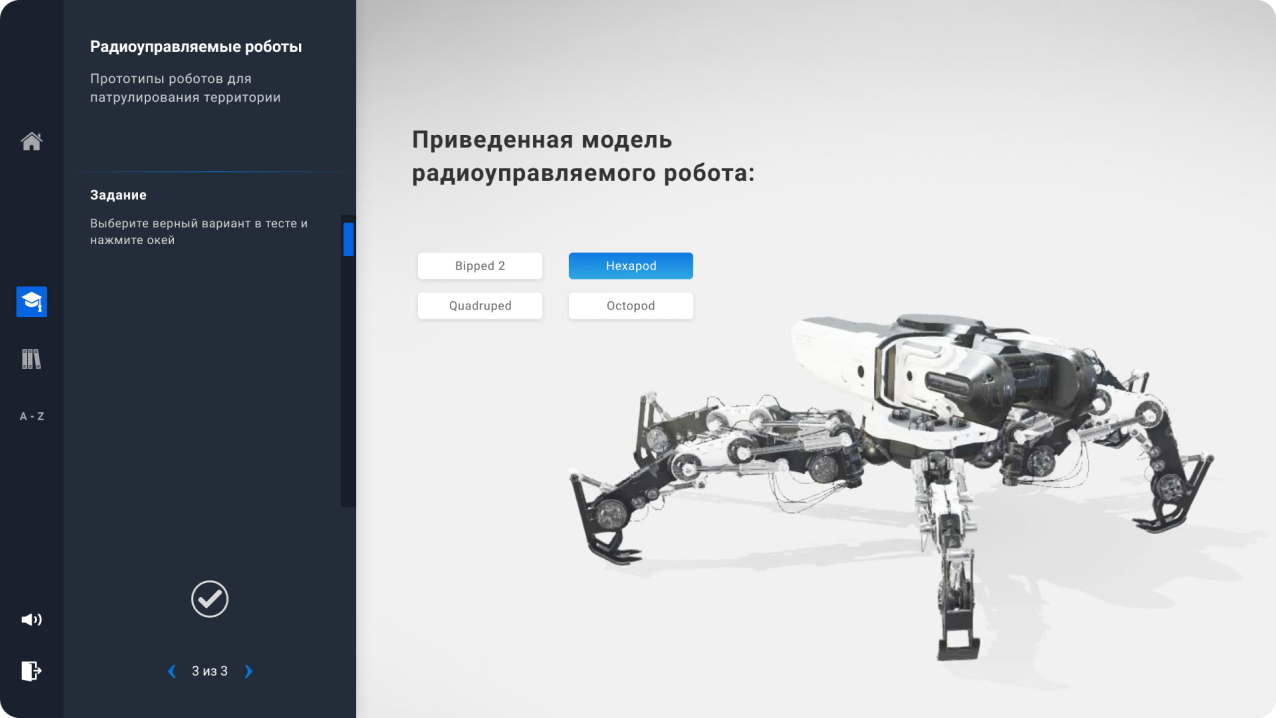 Радиоуправляемые роботы
Прототипы роботов для
патрулирования территории
Задание
Выберите верный вариант в тесте и
нажмите окей
A - Z
3 из 3
Приведенная модель
радиоуправляемого робота:
Bipped 2
Hexapod
Quadruped
Octopod